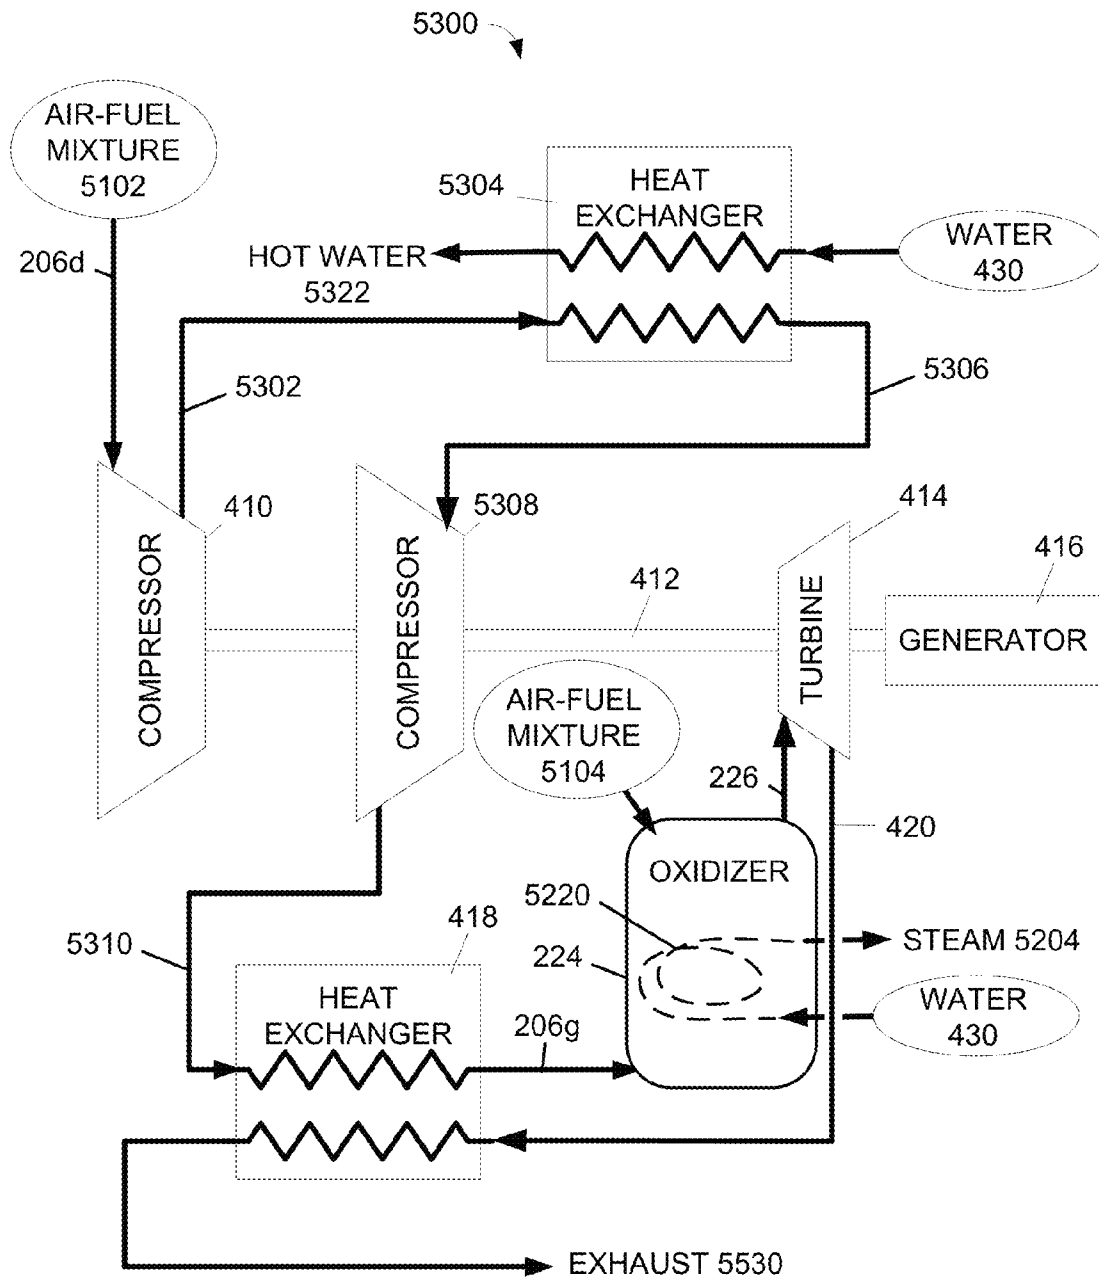 5300
AIR-FUEL
MIXTURE
5102
5304
HEAT
EXCHANGER
206d
HOT WATER
5322
WATER
430
5302
5306
410
5308
414
416
COMPRESSOR
COMPRESSOR
412
TURBINE
GENERATOR
AIR-FUEL
MIXTURE
5104
226
420
OXIDIZER
5220
418
5310
224
STEAM 5204
HEAT
EXCHANGER
206g
WATER
430
EXHAUST 5530